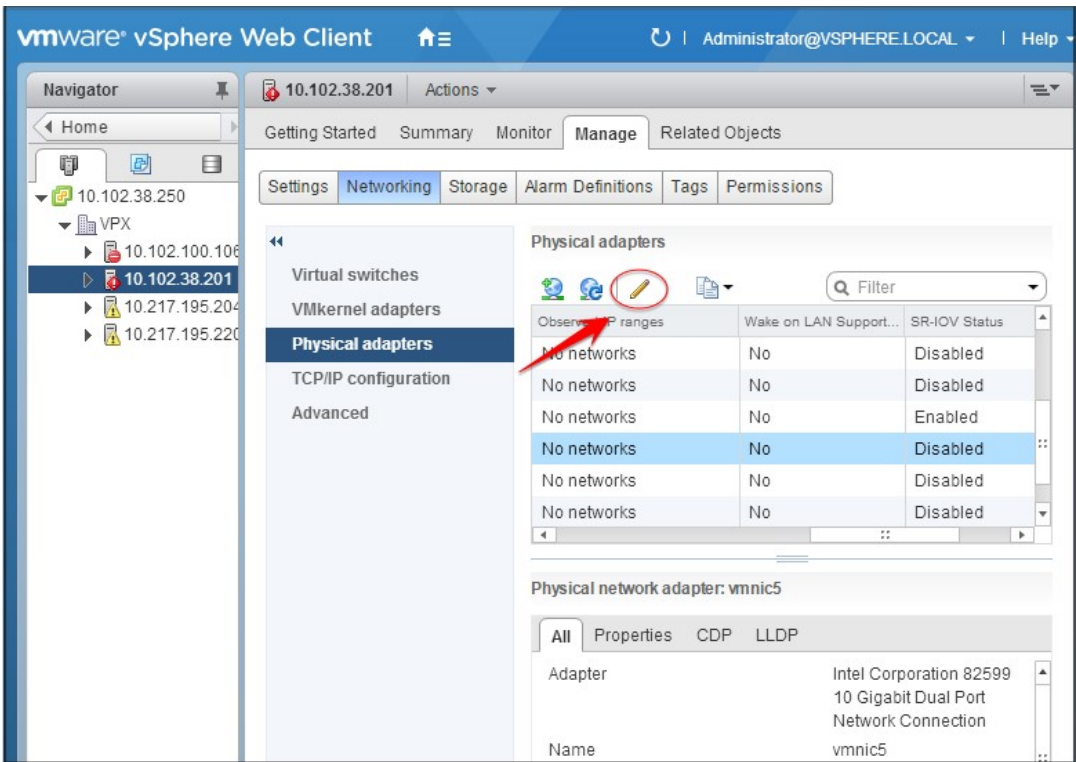 vmware® vSphere Web Client
Administrator@VSPHERE.LOCAL
Help
Navigator
Home
10.102.38.250
VPX
10.102.100.106
10.102.38.201
10.217.195.204
10.217.195.220
10.102.38.201 Actions
Getting Started Summary Monitor Manage Related Objects
Settings Networking Storage Alarm Definitions Tags Permissions
Virtual switches
VMkernel adapters
Physical adapters
TCP/IP configuration
Advanced
Physical adapters
Filter
Observed IP ranges Wake on LAN Support... SR-IOV Status
No networks No Disabled
No networks No Disabled
No networks No Enabled
No networks No Disabled
No networks No Disabled
No networks No Disabled
Physical network adapter: vmnic5
All Properties CDP LLDP
Adapter Intel Corporation 82599
10 Gigabit Dual Port
Network Connection
Name vmnic5